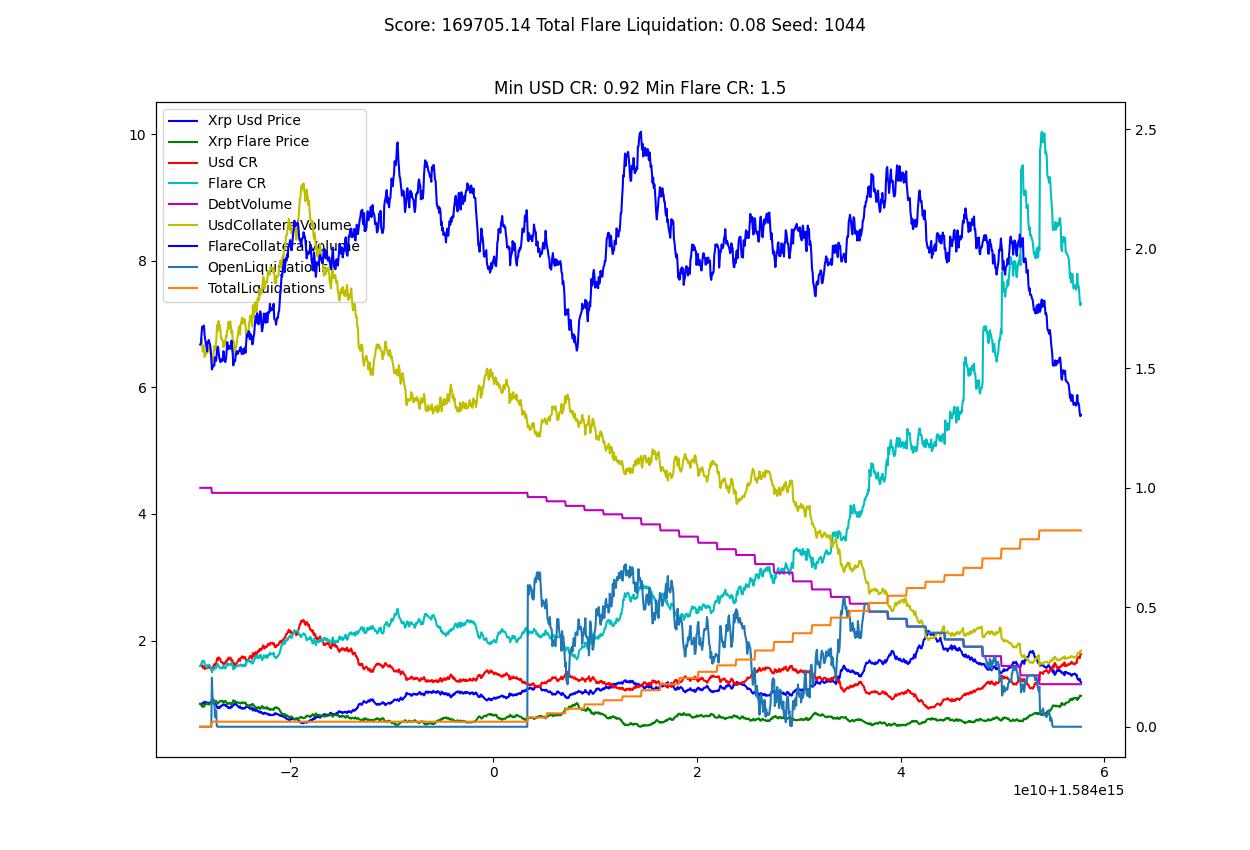 Score: 169705.14 Total Flare Liquidation: 0.08 Seed: 1044
Min USD CR: 0.92 Min Flare CR: 1.5
Xrp Usd Price
Xrp Flare Price
Usd CR
Flare CR
DebtVolume
UsdCollateralVolume
FlareCollateralVolume
OpenLiquidations
TotalLiquidations
10
8
6
4
2
2.5
2.0
1.5
1.0
0.5
0.0
−2
0
2
4
6
1e10+1.584e15